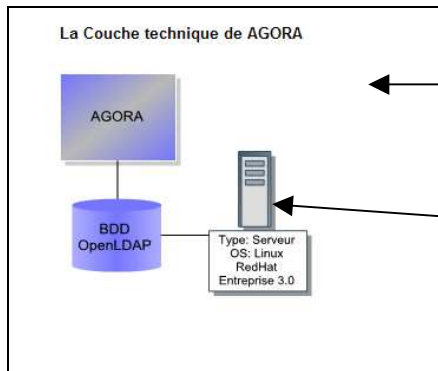 La Couche technique de AGORA
AGORA
BDD
OpenLDAP
Type: Serveur
OS: Linux
RedHat
Entreprise 3.0